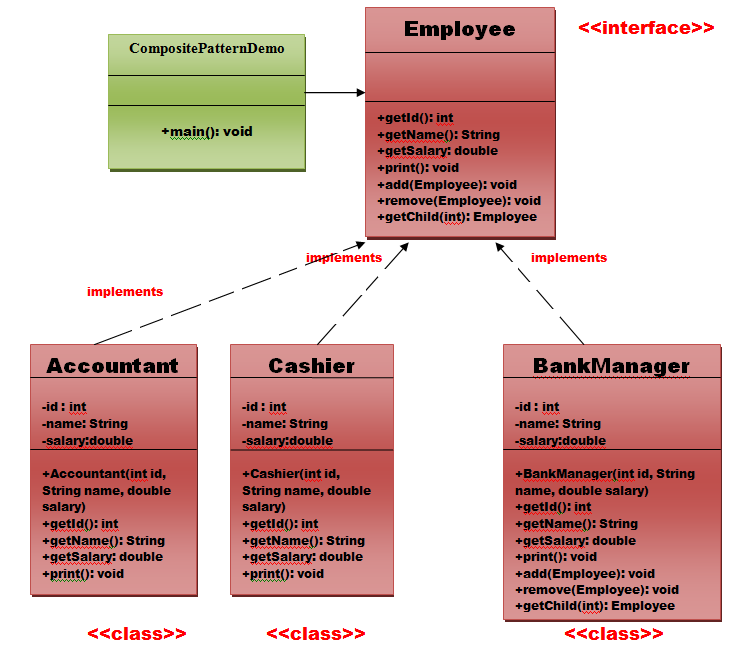 CompositePatternDemo
+main(): void
Employee
<<interface>>
+getId(): int
+getName(): String
+getSalary: double
+print(): void
+add(Employee): void
+remove(Employee): void
+getChild(int): Employee
implements
implements
implements
Accountant
-id : int
-name: String
-salary:double
+Accountant(int id,
String name, double
salary)
+getId(): int
+getName(): String
+getSalary: double
+print(): void
<<class>>
Cashier
-id : int
-name: String
-salary:double
+Cashier(int id,
String name, double
salary)
+getId(): int
+getName(): String
+getSalary: double
+print(): void
<<class>>
BankManager
-id : int
-name: String
-salary:double
+BankManager(int id, String
name, double salary)
+getId(): int
+getName(): String
+getSalary: double
+print(): void
+add(Employee): void
+remove(Employee): void
+getChild(int): Employee
<<class>>